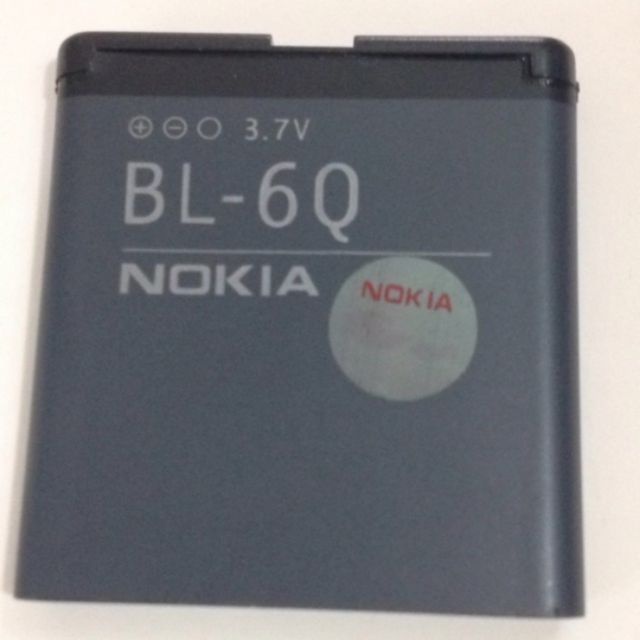 ⊕ ⊖ ○ 3.7V
BL-6Q
NOKIA
NOKIA